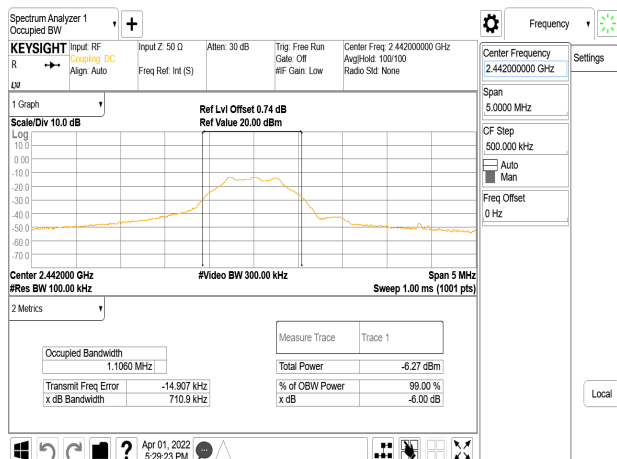 Spectrum Analyzer 1
Occupied BW
+
Frequency
KEYSIGHT
R
LXI
Input: RF
Coupling: DC
Align: Auto
Input Z: 50 Ω
Freq Ref: Int (S)
Atten: 30 dB
Trig: Free Run
Gate: Off
#IF Gain: Low
Center Freq: 2.442000000 GHz
Avg|Hold: 100/100
Radio Std: None
Center Frequency
2.442000000 GHz
Settings
Span
5.0000 MHz
CF Step
500.000 kHz
Auto
Man
Freq Offset
0 Hz
Local
1 Graph
Scale/Div 10.0 dB
Ref Lvl Offset 0.74 dB
Ref Value 20.00 dBm
Log
10.0
0.00
-10.0
-20.0
-30.0
-40.0
-50.0
-60.0
-70.0
Center 2.442000 GHz
#Res BW 100.00 kHz
#Video BW 300.00 kHz
Span 5 MHz
Sweep 1.00 ms (1001 pts)
2 Metrics
Measure Trace Trace 1
Occupied Bandwidth
1.1060 MHz
Total Power -6.27 dBm
Transmit Freq Error -14.907 kHz
% of OBW Power 99.00 %
x dB Bandwidth 710.9 kHz
x dB -6.00 dB
?
Apr 01, 2022
5:29:23 PM